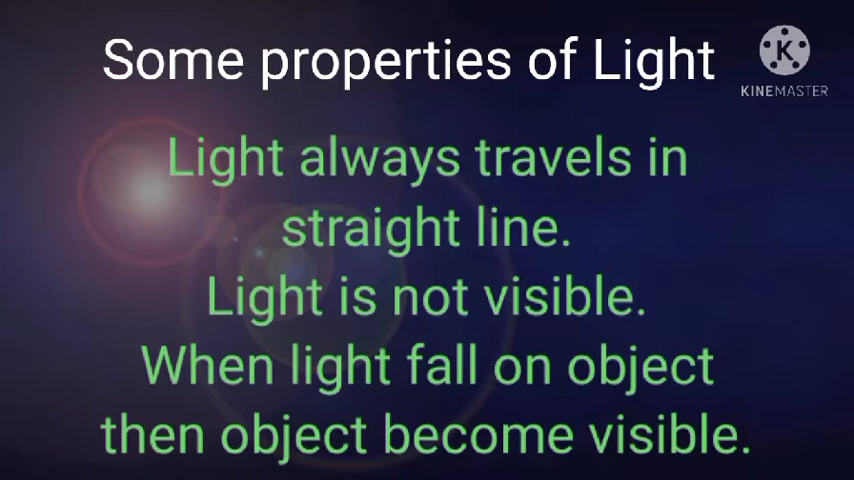 Some properties of Light
K
KINEMASTER
Light always travels in
straight line.
Light is not visible.
When light fall on object
then object become visible.